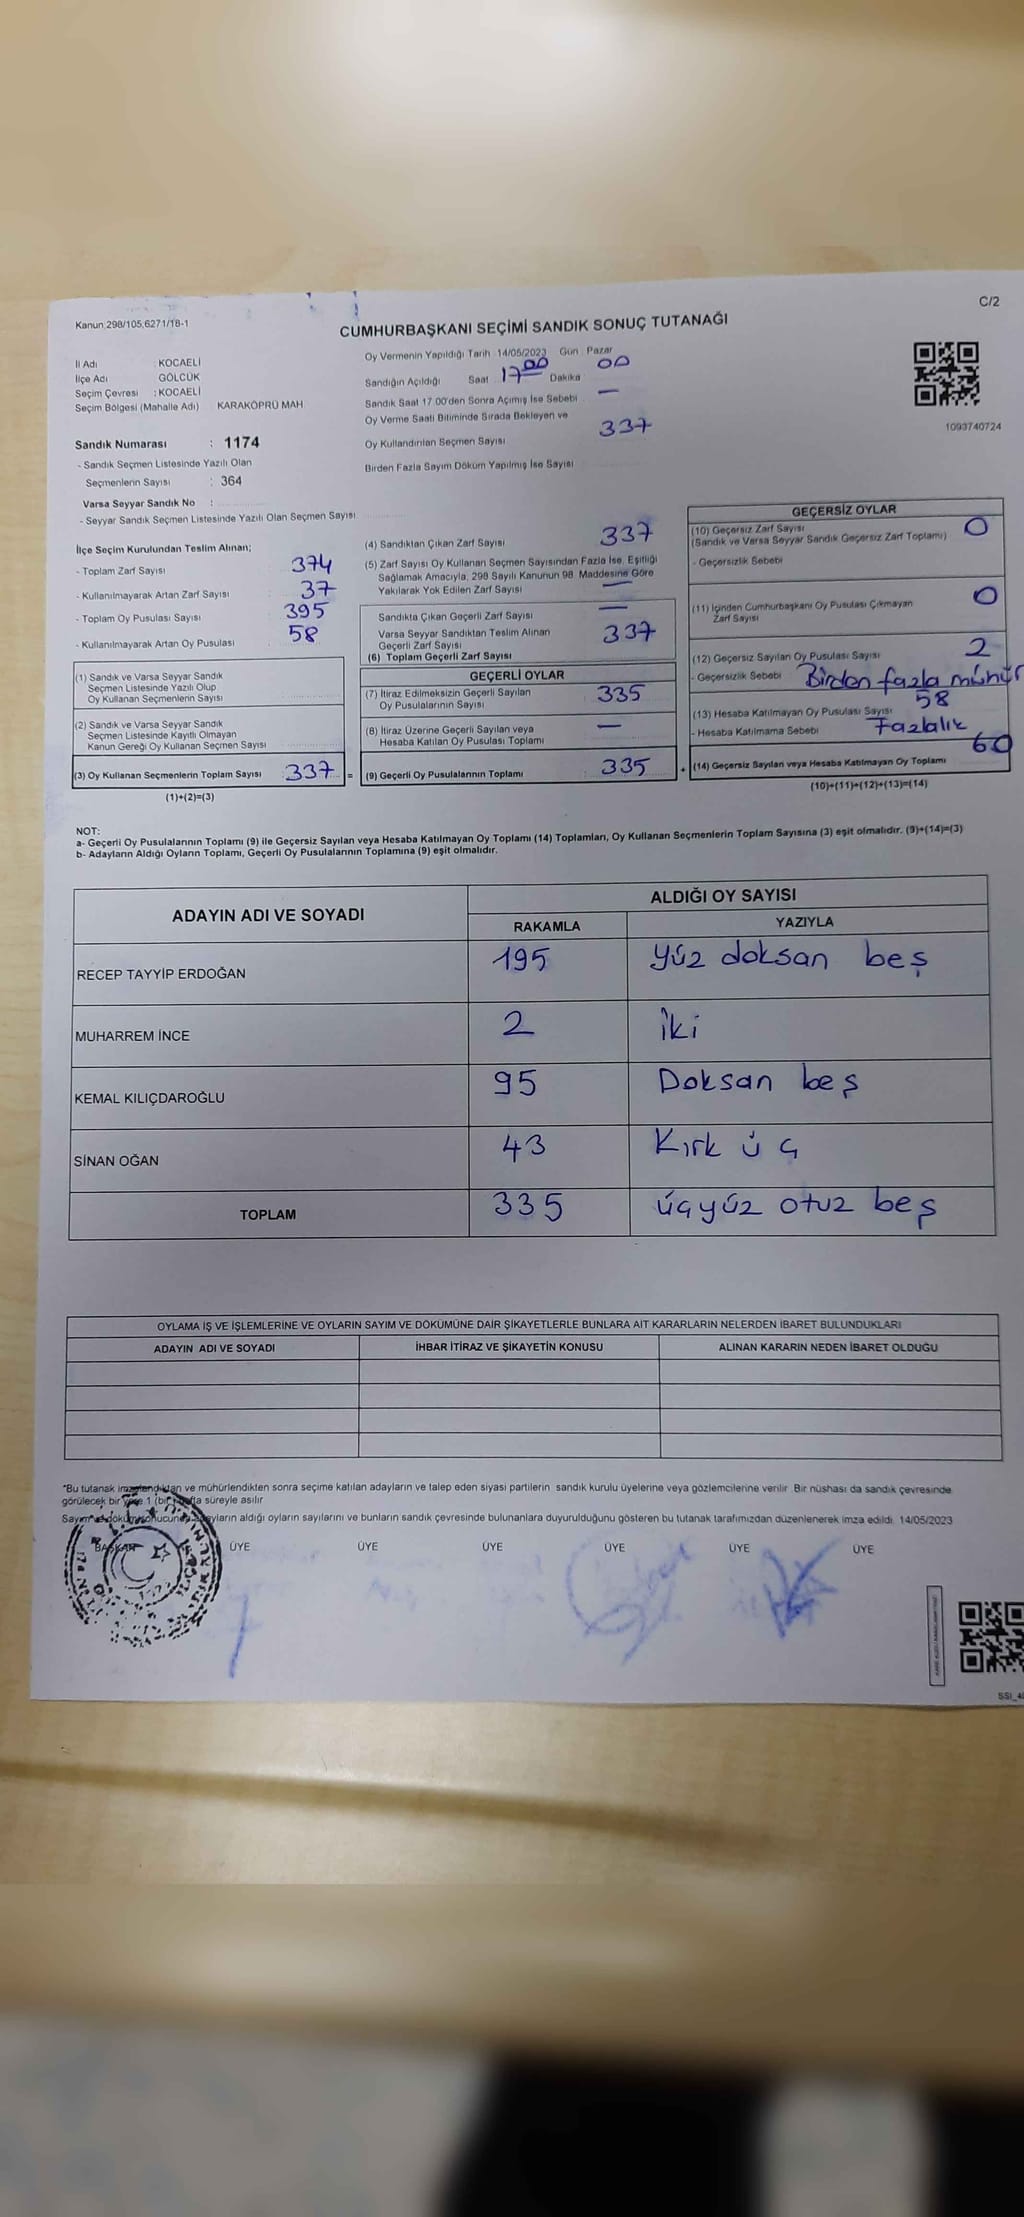 C/2
Kanun:298/105,6271/18-1
CUMHURBAŞKANI SEÇİMİ SANDIK SONUÇ TUTANAĞI
İl Adı : KOCAELİ
İlçe Adı GÖLCÜK
Seçim Çevresi : KOCAELİ
Seçim Bölgesi (Mahalle Adı) KARAKÖPRÜ MAH.
Sandık Numarası : 1174
- Sandık Seçmen Listesinde Yazılı Olan
Seçmenlerin Sayısı : 364
Varsa Seyyar Sandık No :
- Seyyar Sandık Seçmen Listesinde Yazılı Olan Seçmen Sayısı
Oy Vermenin Yapıldığı Tarih 14/05/2023 Gün Pazar
Sandığın Açıldığı Saat 17 00 Dakika 00
Sandık Saat 17.00'den Sonra Açımış İse Sebebi —
Oy Verme Saati Bitiminde Sırada Bekleyen ve
Oy Kullandırılan Seçmen Sayısı 337
Birden Fazla Sayım Döküm Yapılmış İse Sayısı
1093740724
İlçe Seçim Kurulundan Teslim Alınan;
- Toplam Zarf Sayısı 374
- Kullanılmayarak Artan Zarf Sayısı 37
- Toplam Oy Pusulası Sayısı 395
- Kullanılmayarak Artan Oy Pusulası 58
(1) Sandık ve Varsa Seyyar Sandık
Seçmen Listesinde Yazılı Olup
Oy Kullanan Seçmenlerin Sayısı
(2) Sandık ve Varsa Seyyar Sandık
Seçmen Listesinde Kayıtlı Olmayan
Kanun Gereği Oy Kullanan Seçmen Sayısı
(3) Oy Kullanan Seçmenlerin Toplam Sayısı 337 =
(1)+(2)=(3)
(4) Sandıktan Çıkan Zarf Sayısı 337
(5) Zarf Sayısı Oy Kullanan Seçmen Sayısından Fazla İse, Eşitliği
Sağlamak Amacıyla, 298 Sayılı Kanunun 98. Maddesine Göre
Yakılarak Yok Edilen Zarf Sayısı —
Sandıkta Çıkan Geçerli Zarf Sayısı —
Varsa Seyyar Sandıktan Teslim Alınan
Geçerli Zarf Sayısı 337
(6) Toplam Geçerli Zarf Sayısı
GEÇERLİ OYLAR
(7) İtiraz Edilmeksizin Geçerli Sayılan
Oy Pusulalarının Sayısı 335
(8) İtiraz Üzerine Geçerli Sayılan veya
Hesaba Katılan Oy Pusulası Toplamı —
(9) Geçerli Oy Pusulalarının Toplamı 335 +
GEÇERSİZ OYLAR
(10) Geçersiz Zarf Sayısı 0
(Sandık ve Varsa Seyyar Sandık Geçersiz Zarf Toplamı)
- Geçersizlik Sebebi
(11) İçinden Cumhurbaşkanı Oy Pusulası Çıkmayan
Zarf Sayısı 0
(12) Geçersiz Sayılan Oy Pusulası Sayısı 2
- Geçersizlik Sebebi Birden fazla mühür
(13) Hesaba Katılmayan Oy Pusulası Sayısı 58
- Hesaba Katılmama Sebebi Fazlalık
(14) Geçersiz Sayılan veya Hesaba Katılmayan Oy Toplamı 60
(10)+(11)+(12)+(13)=(14)
NOT:
a- Geçerli Oy Pusulalarının Toplamı (9) ile Geçersiz Sayılan veya Hesaba Katılmayan Oy Toplamı (14) Toplamları, Oy Kullanan Seçmenlerin Toplam Sayısına (3) eşit olmalıdır. (9)+(14)=(3)
b- Adayların Aldığı Oyların Toplamı, Geçerli Oy Pusulalarının Toplamına (9) eşit olmalıdır.
ADAYIN ADI VE SOYADI ALDIĞI OY SAYISI
RAKAMLA YAZIYLA
RECEP TAYYİP ERDOĞAN 195 yüz doksan beş
MUHARREM İNCE 2 iki
KEMAL KILIÇDAROĞLU 95 Doksan beş
SİNAN OĞAN 43 Kırk üç
TOPLAM 335 üçyüz otuz beş
OYLAMA İŞ VE İŞLEMLERİNE VE OYLARIN SAYIM VE DÖKÜMÜNE DAİR ŞİKAYETLERLE BUNLARA AİT KARARLARIN NELERDEN İBARET BULUNDUKLARI
ADAYIN ADI VE SOYADI İHBAR İTİRAZ VE ŞİKAYETİN KONUSU ALINAN KARARIN NEDEN İBARET OLDUĞU
*Bu tutanak imzalandıktan ve mühürlendikten sonra seçime katılan adayların ve talep eden siyasi partilerin sandık kurulu üyelerine veya gözlemcilerine verilir. Bir nüshası da sandık çevresinde
görülecek bir yere 1 (bir) hafta süreyle asılır
Sayım ve döküm sonucunda adayların aldığı oyların sayılarını ve bunların sandık çevresinde bulunanlara duyurulduğunu gösteren bu tutanak tarafımızdan düzenlenerek imza edildi. 14/05/2023
BAŞKAN ÜYE ÜYE ÜYE ÜYE ÜYE ÜYE